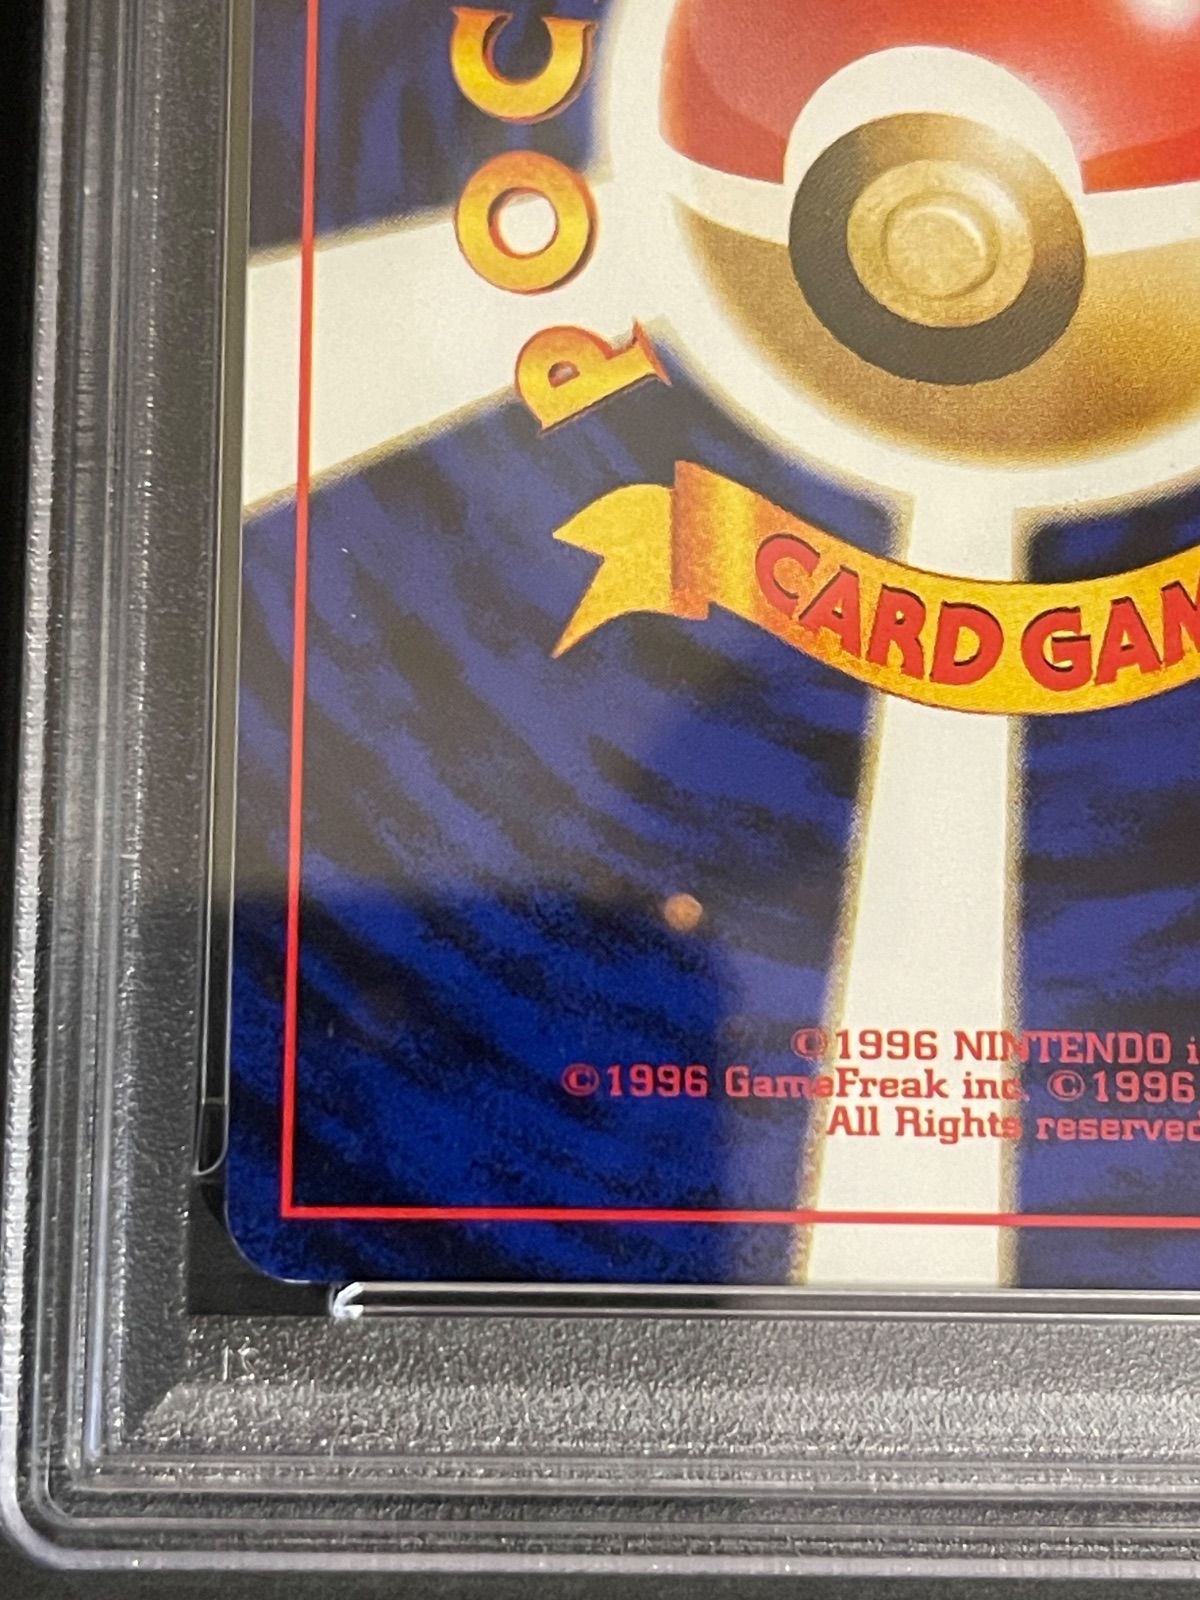 POC
CARD GAM
©1996 NINTENDO i
©1996 GameFreak inc. ©1996
All Rights reserved